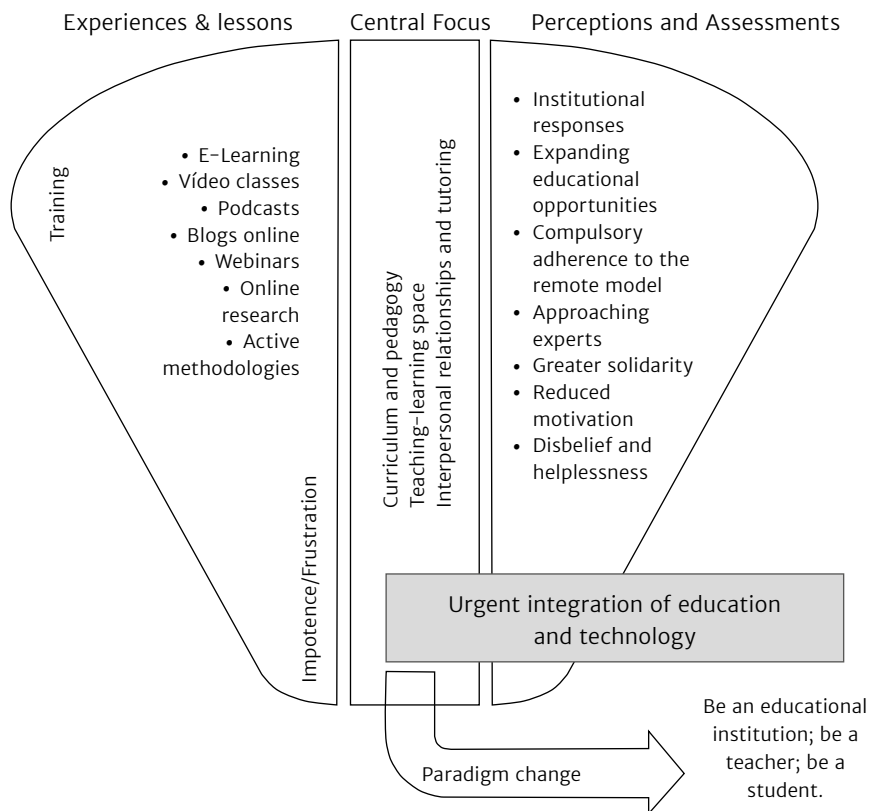 Experiences & lessons
Central Focus
Perceptions and Assessments
Training
• E-Learning
• Vídeo classes
• Podcasts
• Blogs online
• Webinars
• Online
research
• Active
methodologies
Impotence/Frustration
Curriculum and pedagogy
Teaching-learning space
Interpersonal relationships and tutoring
• Institutional
responses
• Expanding
educational
opportunities
• Compulsory
adherence to the
remote model
• Approaching
experts
• Greater solidarity
• Reduced
motivation
• Disbelief and
helplessness
Urgent integration of education
and technology
Paradigm change
Be an educational
institution; be a
teacher; be a
student.